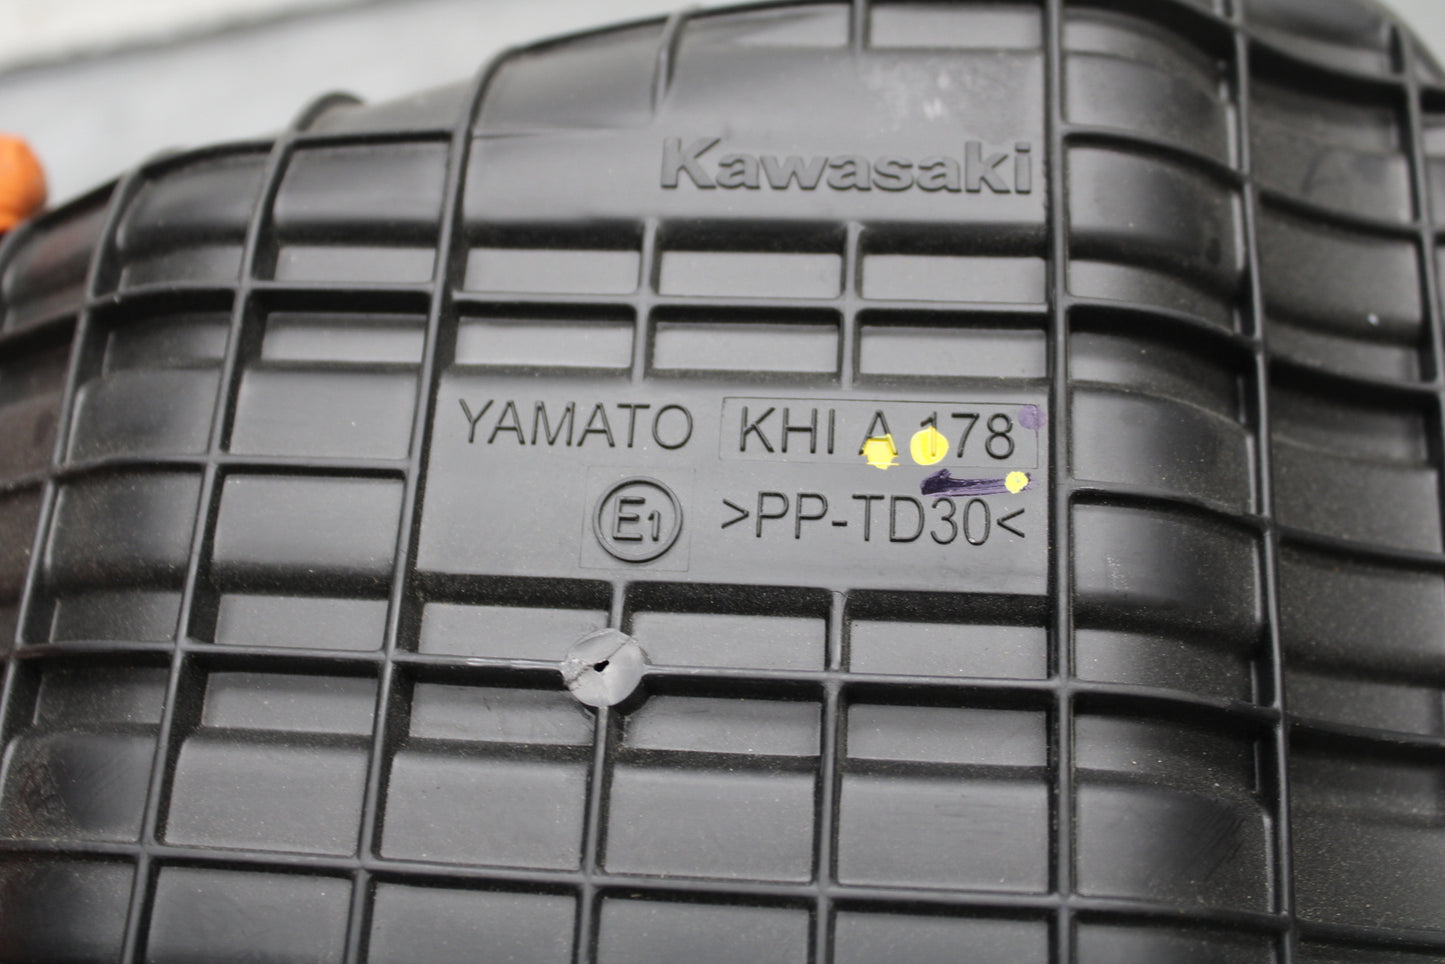 Kawasaki
YAMATO KHI A 178
E1 >PP-TD30<